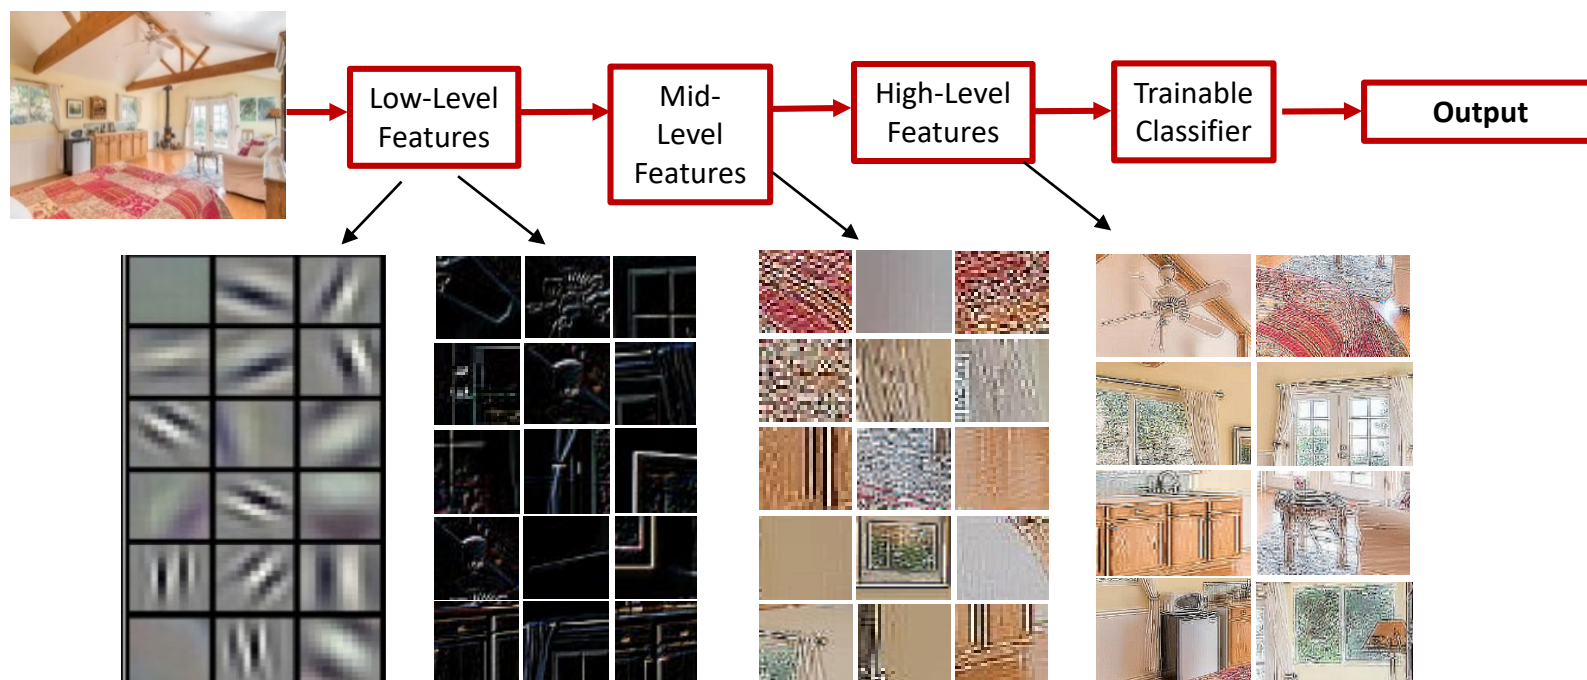 Low-Level
Features
Mid-
Level
Features
High-Level
Features
Trainable
Classifier
Output